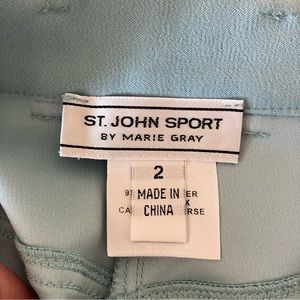 ST. JOHN SPORT
BY MARIE GRAY
2
MADE IN
CHINA